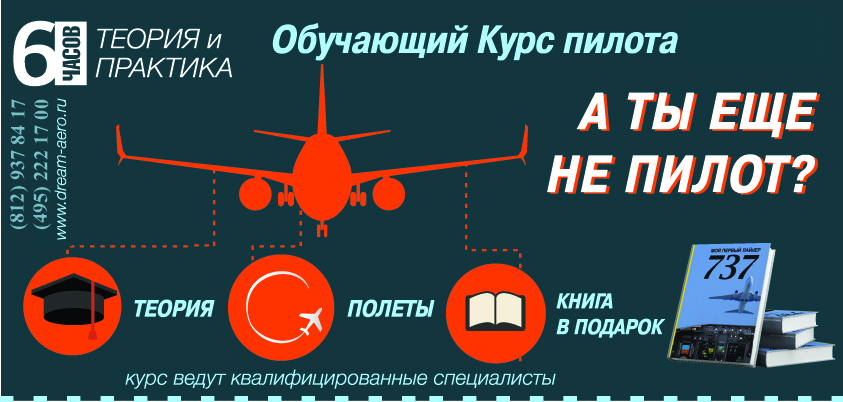 6 ЧАСОВ
ТЕОРИЯ и
ПРАКТИКА
Обучающий Курс пилота
А ТЫ ЕЩЕ
НЕ ПИЛОТ?
(812) 937 84 17
(495) 222 17 00
www.dream-aero.ru
ТЕОРИЯ
ПОЛЕТЫ
КНИГА
В ПОДАРОК
МОЙ ПЕРВЫЙ ЛАЙНЕР
737
курс ведут квалифицированные специалисты